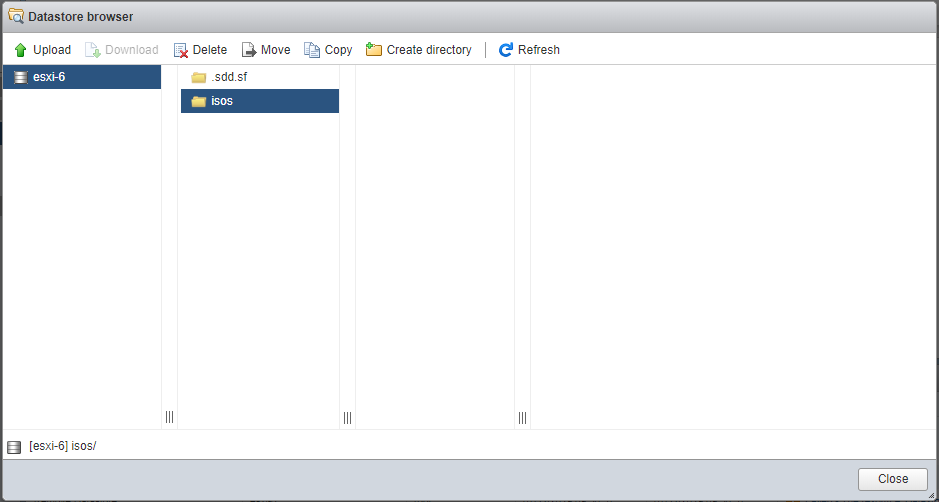 Datastore browser
Upload Download Delete Move Copy Create directory Refresh
esxi-6 .sdd.sf
isos
[esxi-6] isos/
Close